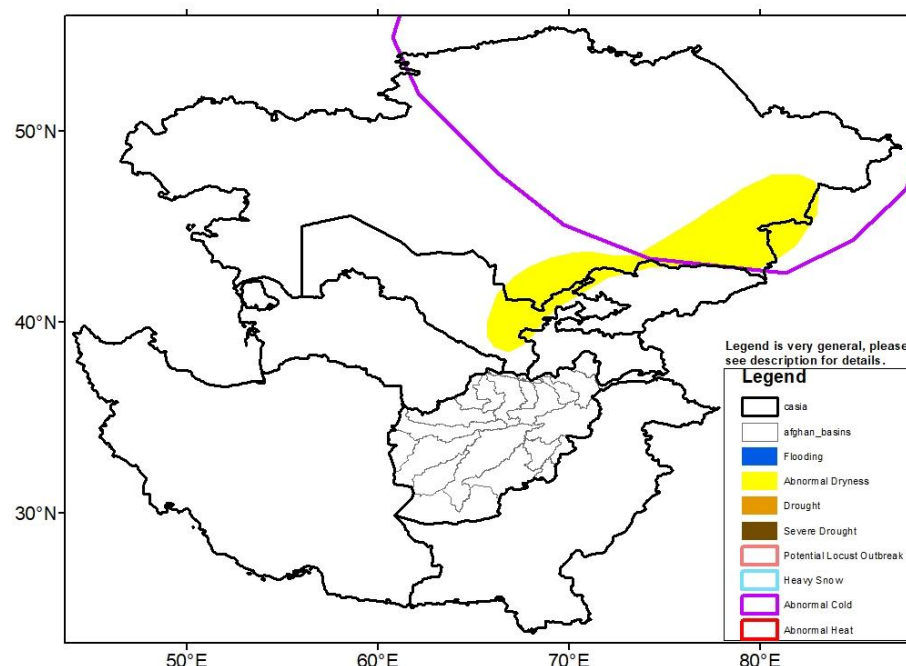 50°N
40°N
30°N
50°E
60°E
70°E
80°E
Legend is very general, please
see description for details.
Legend
casia
afghan_basins
Flooding
Abnormal Dryness
Drought
Severe Drought
Potential Locust Outbreak
Heavy Snow
Abnormal Cold
Abnormal Heat